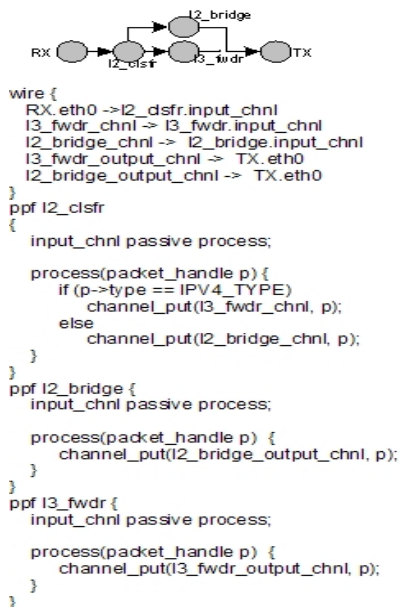 l2_bridge
RX
l2_clsfr
l3_fwdr
TX
wire {
RX.eth0 ->l2_clsfr.input_chnl
l3_fwdr_chnl -> l3_fwdr.input_chnl
l2_bridge_chnl -> l2_bridge.input_chnl
l3_fwdr_output_chnl -> TX.eth0
l2_bridge_output_chnl -> TX.eth0
}
ppf l2_clsfr
{
input_chnl passive process;
process(packet_handle p) {
if (p->type == IPV4_TYPE)
channel_put(l3_fwdr_chnl, p);
else
channel_put(l2_bridge_chnl, p);
}
}
ppf l2_bridge {
input_chnl passive process;
process(packet_handle p) {
channel_put(l2_bridge_output_chnl, p);
}
}
ppf l3_fwdr {
input_chnl passive process;
process(packet_handle p) {
channel_put(l3_fwdr_output_chnl, p);
}
}